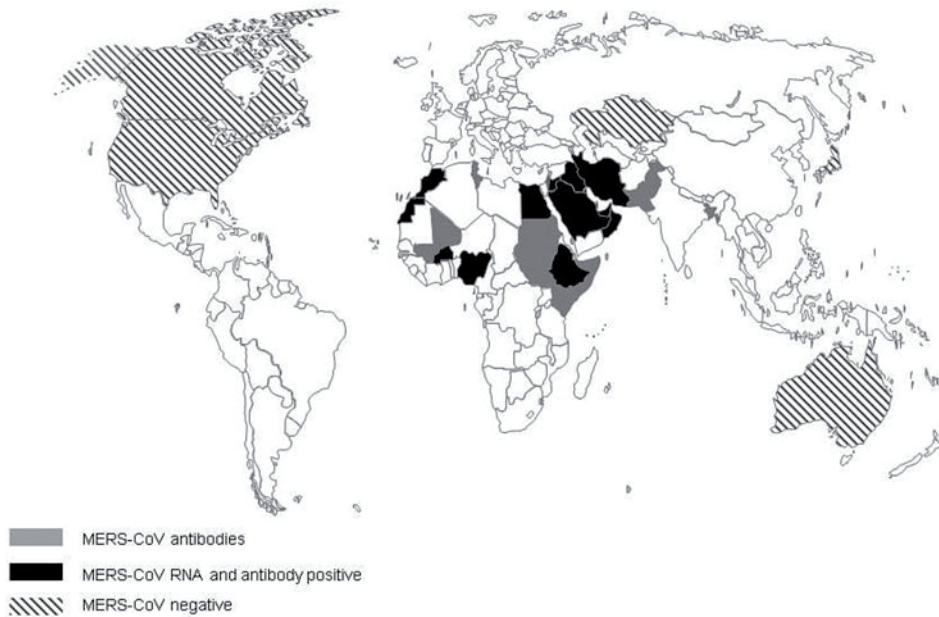 MERS-CoV antibodies
MERS-CoV RNA and antibody positive
MERS-CoV negative